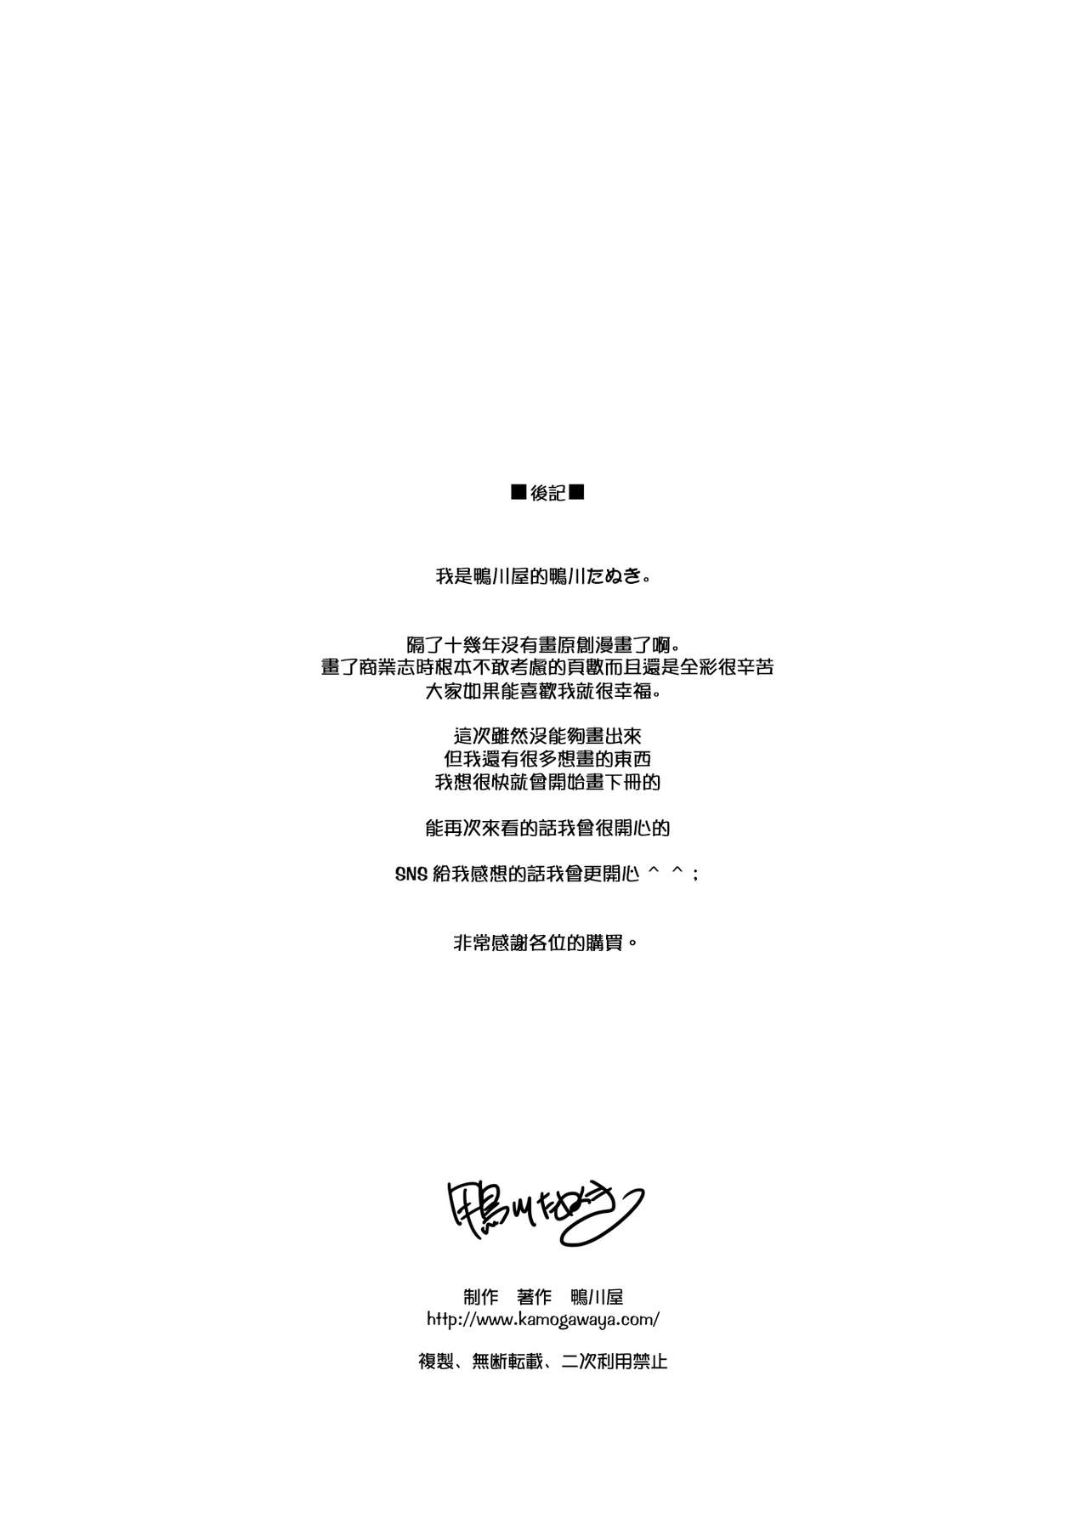 ■後記■
我是鴨川屋的鴨川たぬき。
隔了十幾年沒有畫原創漫畫了啊。
畫了商業志時根本不敢考慮的頁數而且還是全彩很辛苦
大家如果能喜歡我就很幸福。
這次雖然沒能夠畫出來
但我還有很多想畫的東西
我想很快就會開始畫下冊的
能再次來看的話我會很開心的
SNS 給我感想的話我會更開心 ^ ^ ;
非常感謝各位的購買。
鴨川たぬき
制作　著作　鴨川屋
http://www.kamogawaya.com/
複製、無断転載、二次利用禁止